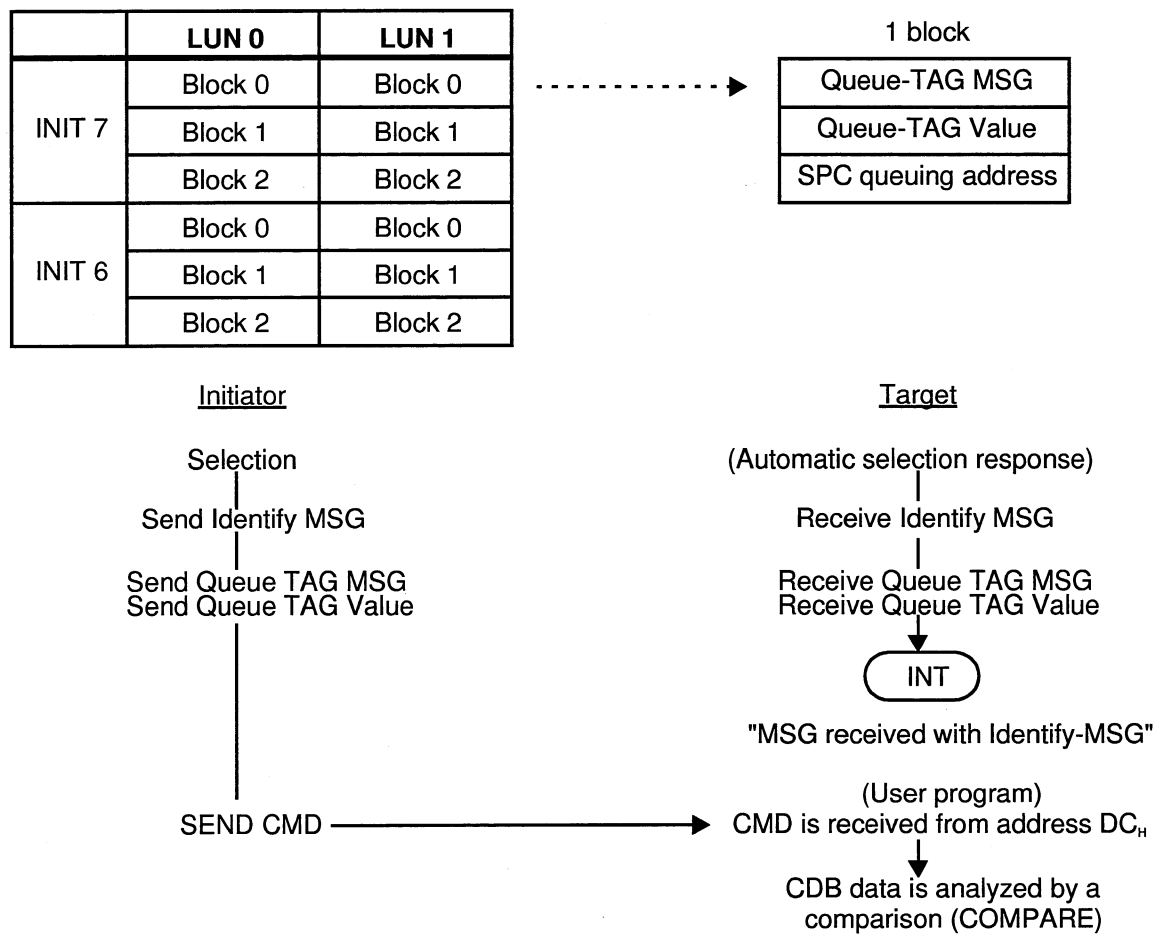 LUN 0 LUN 1
INIT 7
Block 0 Block 0
Block 1 Block 1
Block 2 Block 2
INIT 6
Block 0 Block 0
Block 1 Block 1
Block 2 Block 2
1 block
Queue-TAG MSG
Queue-TAG Value
SPC queuing address
Initiator
Selection
Send Identify MSG
Send Queue TAG MSG
Send Queue TAG Value
SEND CMD
Target
(Automatic selection response)
Receive Identify MSG
Receive Queue TAG MSG
Receive Queue TAG Value
INT
"MSG received with Identify-MSG"
(User program)
CMD is received from address DCH
CDB data is analyzed by a
comparison (COMPARE)